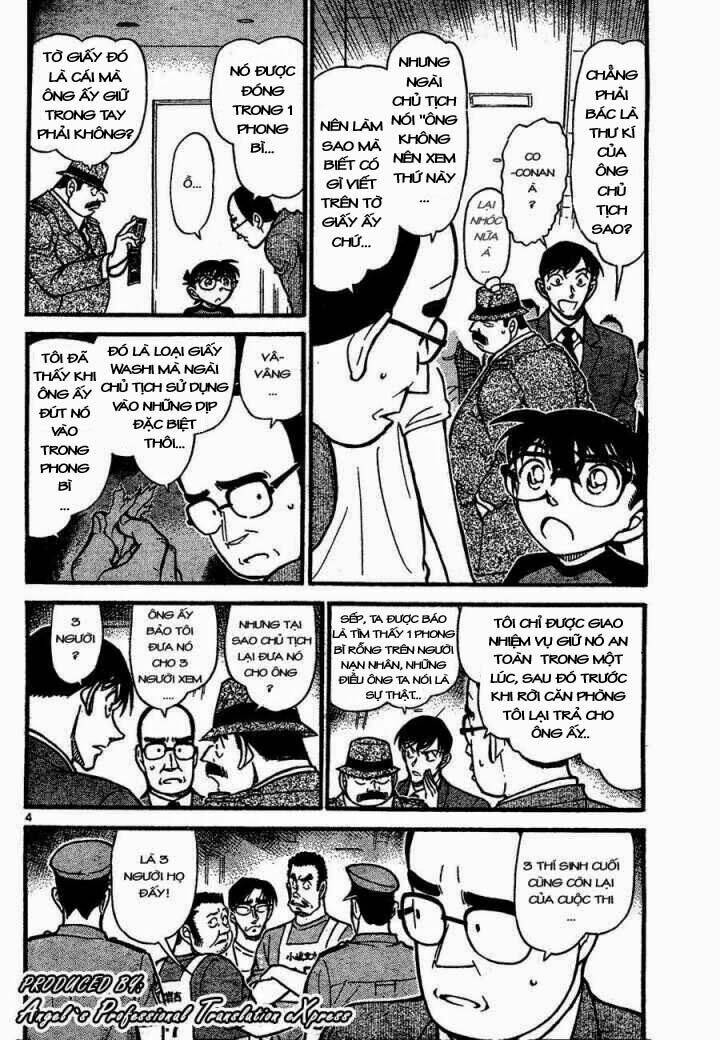 CHẲNG
PHẢI
BÁC LÀ
THƯ KÍ
CỦA
ÔNG
CHỦ
TỊCH
SAO?
CO
-CONAN
À?
LẠI
NHÓC
NỮA
Á
...
NHƯNG
NGÀI
CHỦ TỊCH
NÓI "ÔNG
KHÔNG
NÊN XEM
THỨ NÀY
...
NÊN LÀM
SAO MÀ
BIẾT CÓ
GÌ VIẾT
TRÊN TỜ
GIẤY ẤY
CHỨ...
NÓ ĐƯỢC
ĐÓNG
TRONG 1
PHONG
BÌ...
TỜ GIẤY ĐÓ
LÀ CÁI MÀ
ÔNG ẤY GIỮ
TRONG TAY
PHẢI KHÔNG?
Ồ...
VÂ-
VÂNG
...
ĐÓ LÀ LOẠI GIẤY
WASHI MÀ NGÀI
CHỦ TỊCH SỬ DỤNG
VÀO NHỮNG DỊP
ĐẶC BIỆT
THÔI...
TÔI ĐÃ
THẤY KHI
ÔNG ẤY
ĐÚT NÓ
VÀO
TRONG
PHONG
BÌ
...
TÔI CHỈ ĐƯỢC GIAO
NHIỆM VỤ GIỮ NÓ AN
TOÀN TRONG MỘT
LÚC, SAU ĐÓ TRƯỚC
KHI RỜI CĂN PHÒNG
TÔI LẠI TRẢ CHO
ÔNG ẤY..
SẾP, TA ĐƯỢC BÁO
LÀ TÌM THẤY 1 PHONG
BÌ RỖNG TRÊN NGƯỜI
NẠN NHÂN, NHỮNG
ĐIỀU ÔNG TA NÓI LÀ
SỰ THẬT..
NHƯNG TẠI
SAO CHỦ TỊCH
LẠI ĐƯA NÓ
CHO ÔNG
?
ÔNG ẤY
BẢO TÔI
ĐƯA NÓ
CHO 3
NGƯỜI XEM
...
3
NGƯỜI
?
4
3 THÍ SINH CUỐI
CÙNG CÒN LẠI
CỦA CUỘC THI
....
LÀ 3
NGƯỜI HỌ
ĐẤY!
PRODUCED BY:
Angel`s Professional Translation eXpress